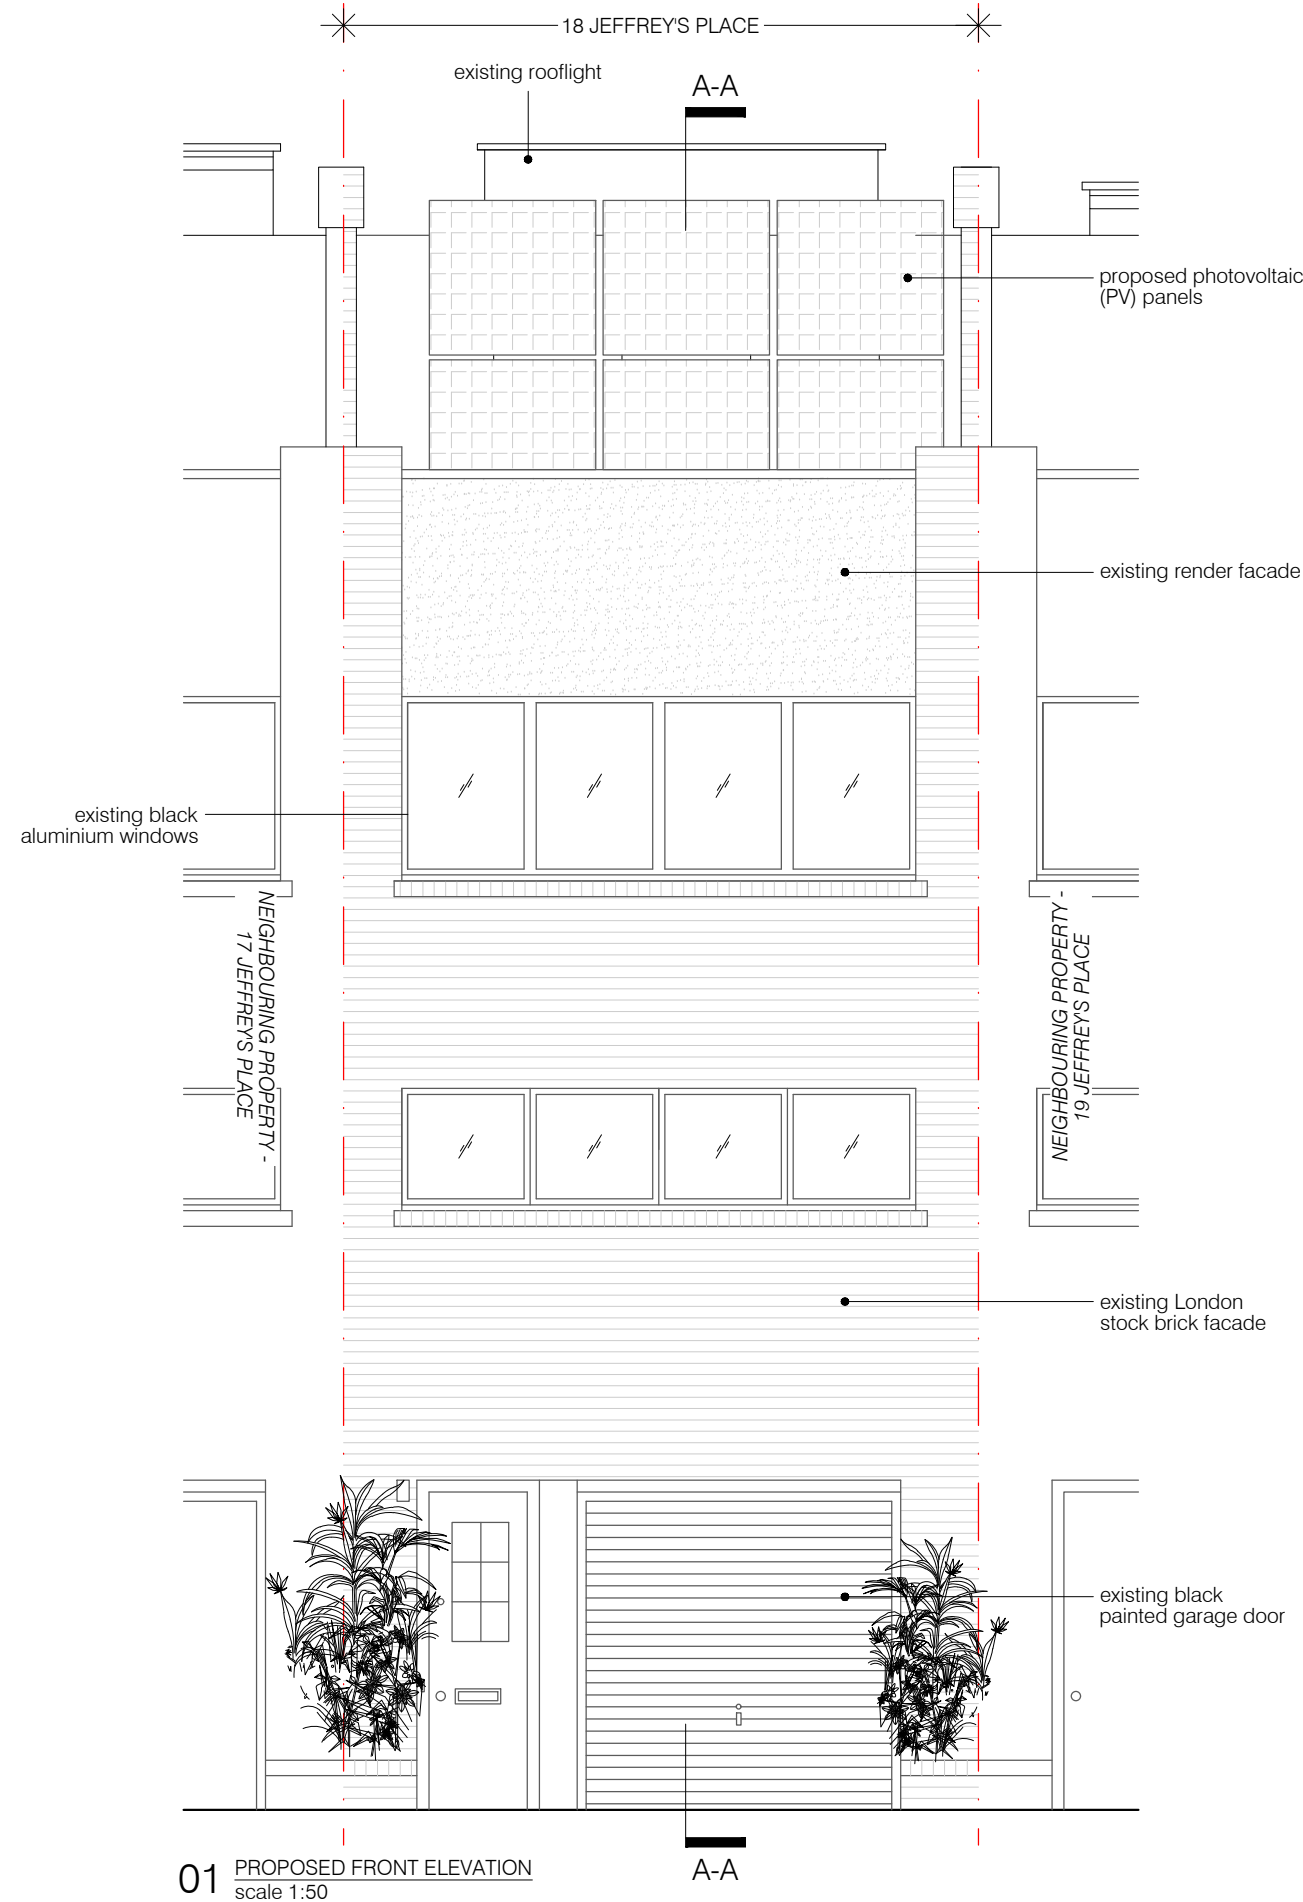 18 JEFFREY'S PLACE
existing rooflight
A-A
proposed photovoltaic
(PV) panels
existing render facade
existing black
aluminium windows
NEIGHBOURING PROPERTY -
17 JEFFREY'S PLACE
NEIGHBOURING PROPERTY -
19 JEFFREY'S PLACE
existing London
stock brick facade
existing black
painted garage door
A-A
01 PROPOSED FRONT ELEVATION
scale 1:50